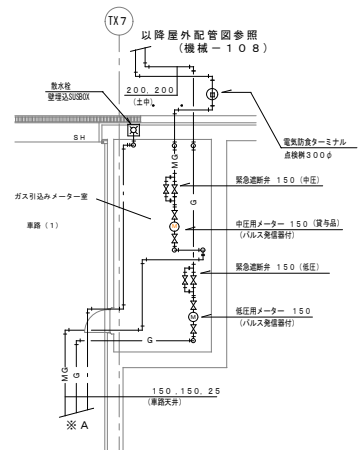 TX7
以降屋外配管図参照
(機械－108)
散水栓
壁埋込SUSBOX
200, 200
(土中)
SH
電気防食ターミナル
点検桝300φ
MG
G
緊急遮断弁 150 (中圧)
ガス引込みメーター室
車路 (1)
中圧用メーター 150 (貸与品)
(パルス発信器付)
M
緊急遮断弁 150 (低圧)
低圧用メーター 150
(パルス発信器付)
M
G
MG
G
150, 150, 25
(車路天井)
※A